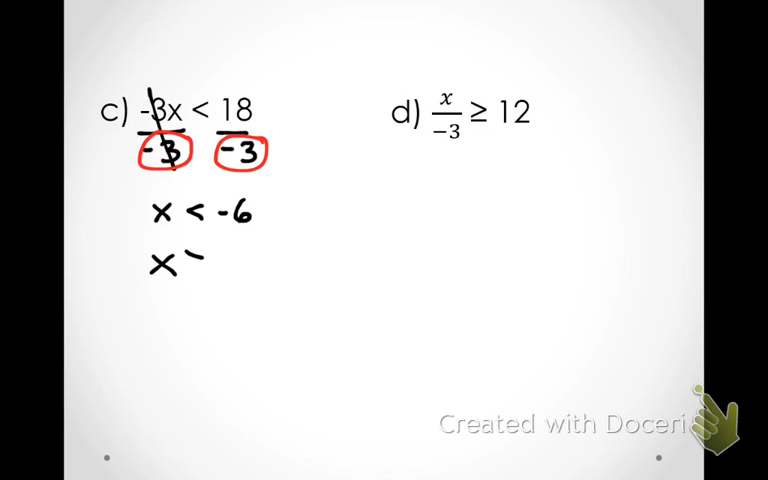 c) -3x < 18
-3 -3
x < -6
x
d) x/-3 ≥ 12
Created with Doceri